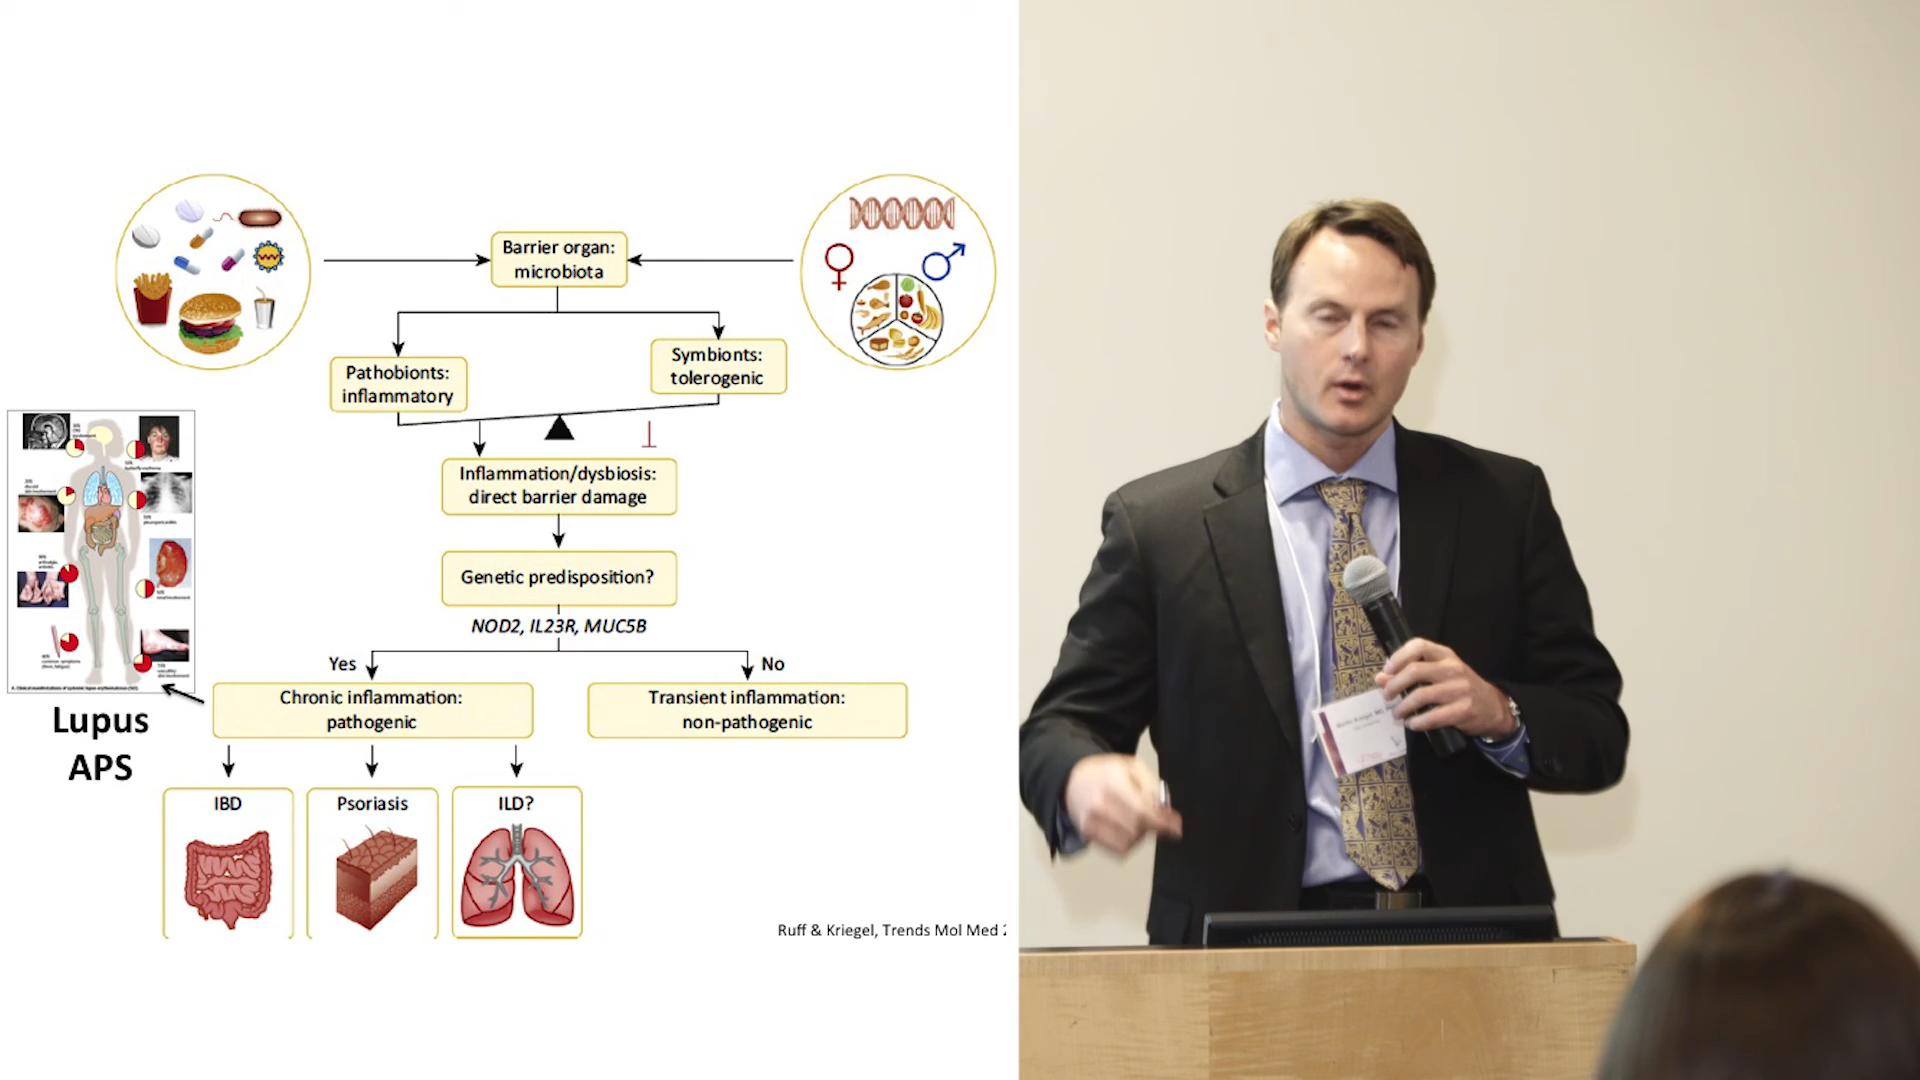 Barrier organ:
microbiota
Pathobionts:
inflammatory
Symbionts:
tolerogenic
Inflammation/dysbiosis:
direct barrier damage
Genetic predisposition?
NOD2, IL23R, MUC5B
Yes
No
Chronic inflammation:
pathogenic
Transient inflammation:
non-pathogenic
Lupus
APS
IBD
Psoriasis
ILD?
Ruff & Kriegel, Trends Mol Med